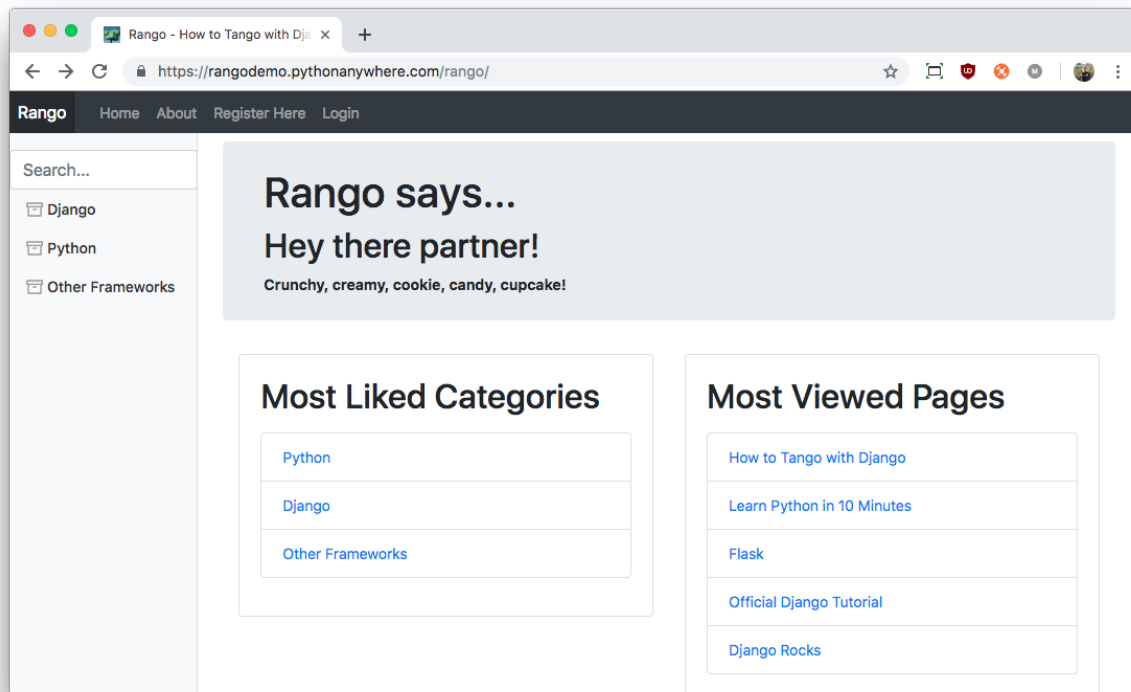 Rango - How to Tango with Dja
https://rangodemo.pythonanywhere.com/rango/
Rango Home About Register Here Login
Search...
Django
Python
Other Frameworks
Rango says...
Hey there partner!
Crunchy, creamy, cookie, candy, cupcake!
Most Liked Categories
Python
Django
Other Frameworks
Most Viewed Pages
How to Tango with Django
Learn Python in 10 Minutes
Flask
Official Django Tutorial
Django Rocks